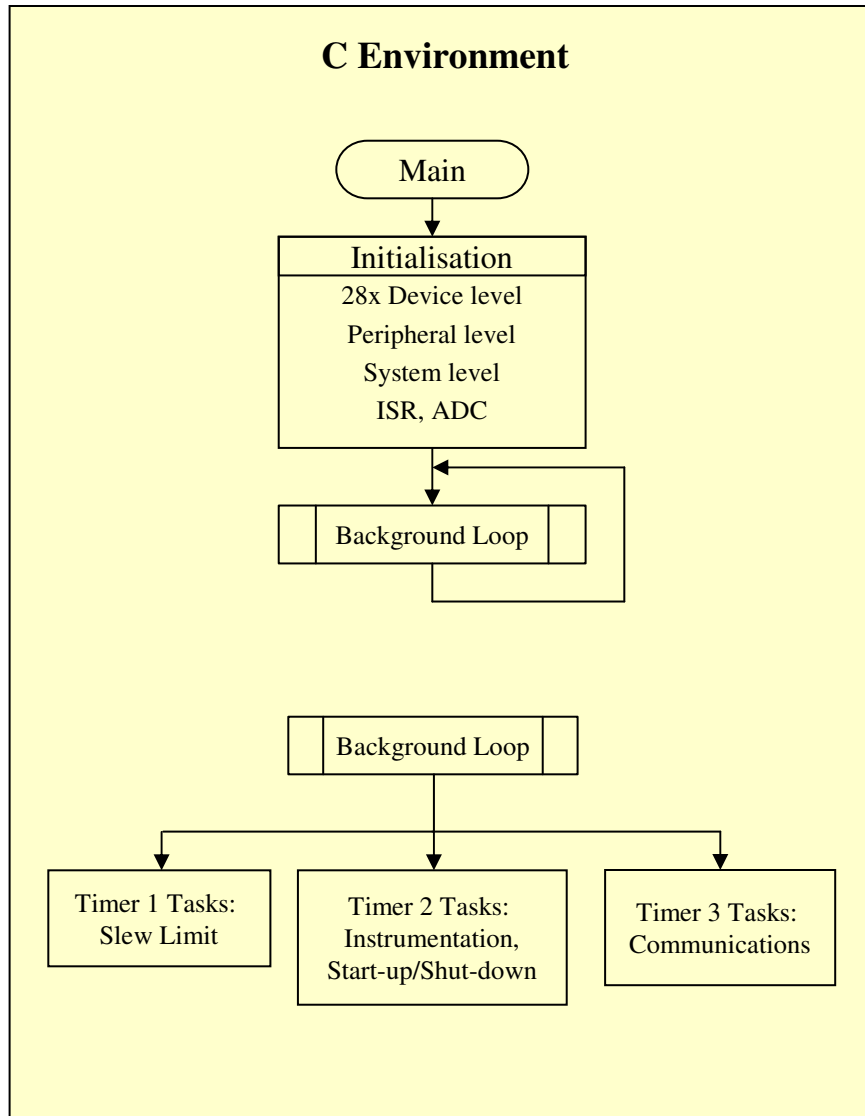 C Environment
Main
Initialisation
28x Device level
Peripheral level
System level
ISR, ADC
Background Loop
Background Loop
Timer 1 Tasks:
Slew Limit
Timer 2 Tasks:
Instrumentation,
Start-up/Shut-down
Timer 3 Tasks:
Communications